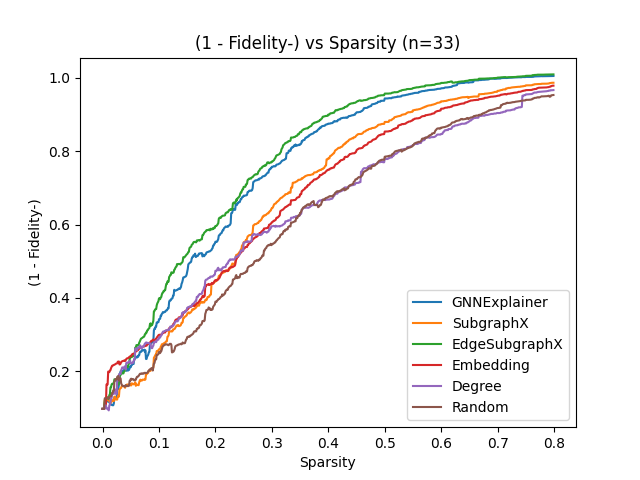 (1 - Fidelity-) vs Sparsity (n=33)
(1 - Fidelity-)
1.0
0.8
0.6
0.4
0.2
GNNExplainer
SubgraphX
EdgeSubgraphX
Embedding
Degree
Random
0.0 0.1 0.2 0.3 0.4 0.5 0.6 0.7 0.8
Sparsity